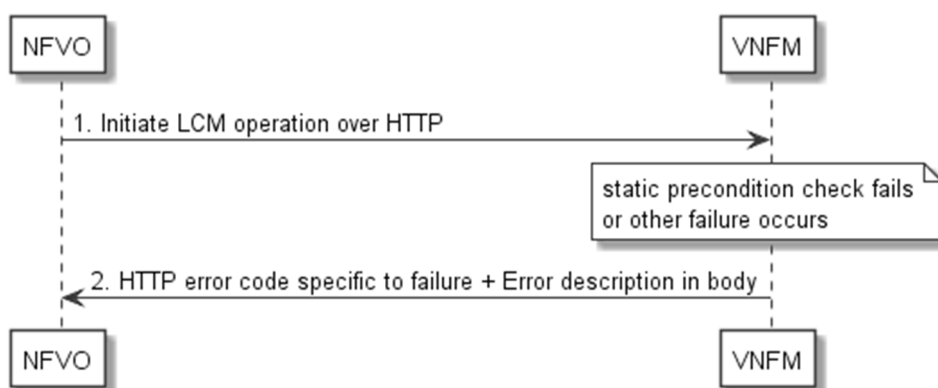 NFVO
VNFM
1. Initiate LCM operation over HTTP
static precondition check fails
or other failure occurs
2. HTTP error code specific to failure + Error description in body
NFVO
VNFM